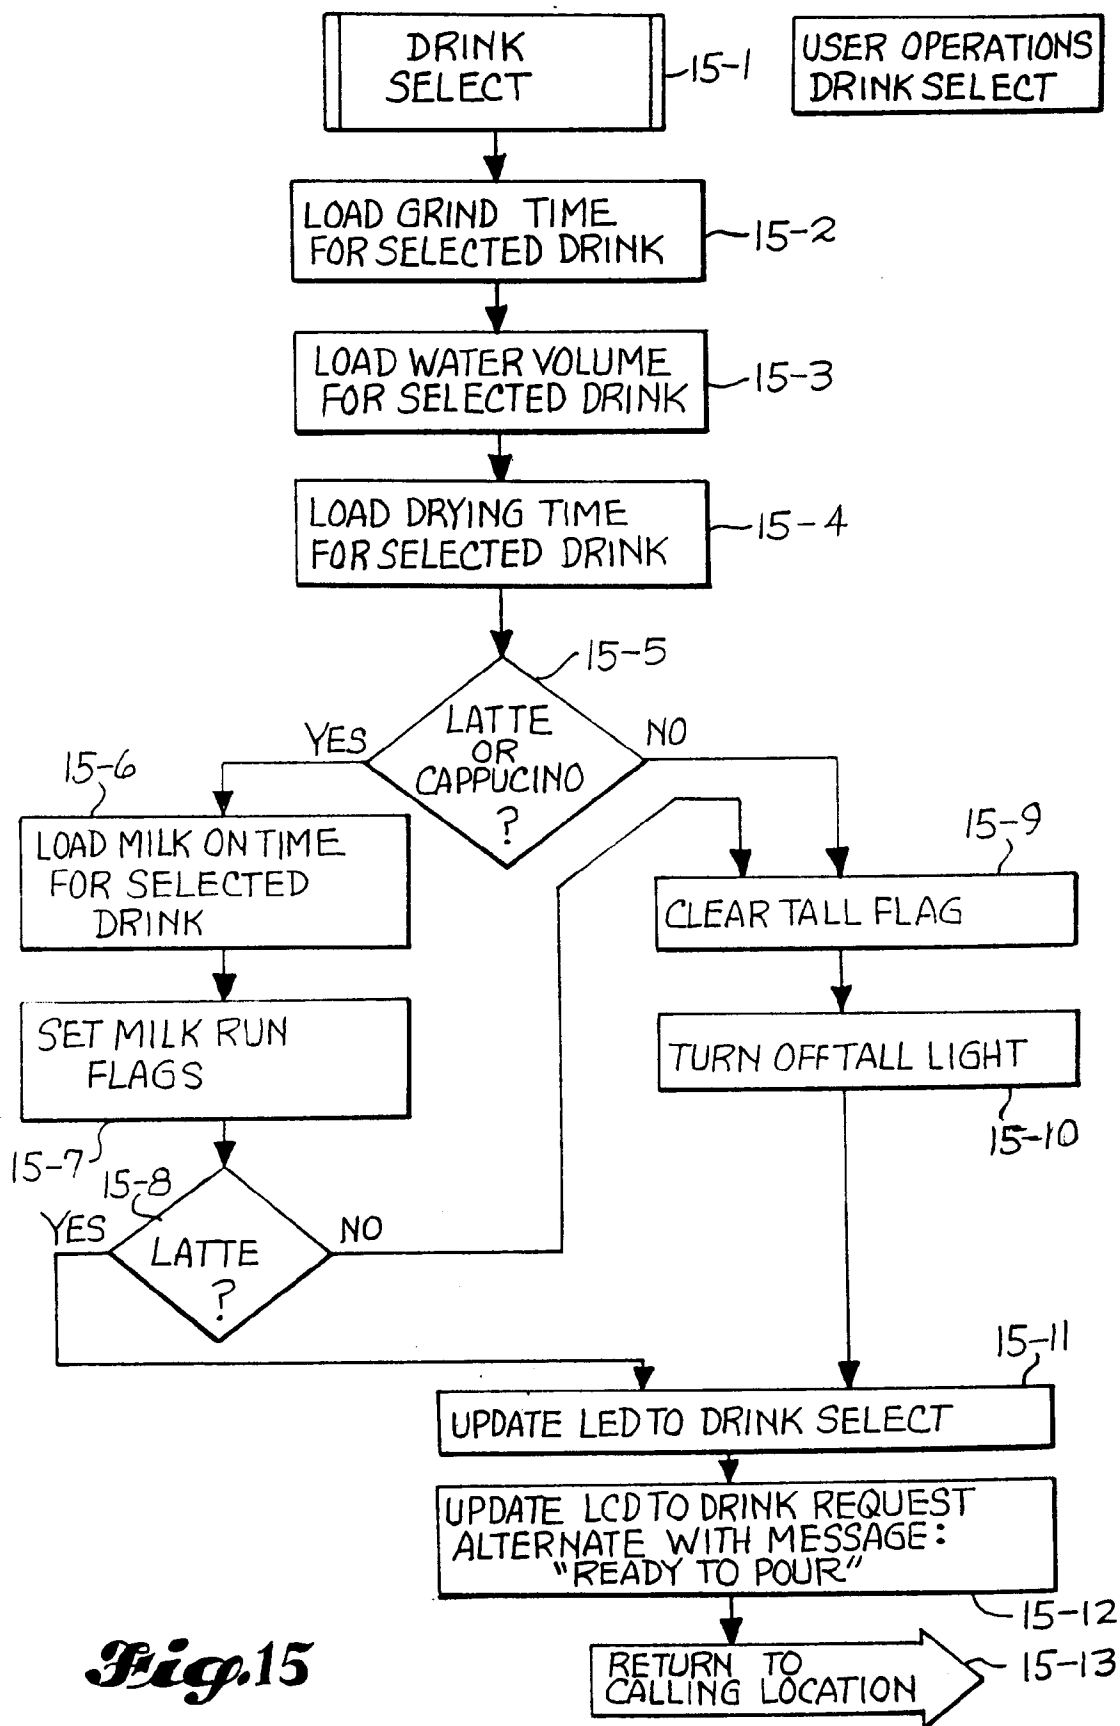 DRINK
SELECT
15-1
USER OPERATIONS
DRINK SELECT
LOAD GRIND TIME
FOR SELECTED DRINK
15-2
LOAD WATER VOLUME
FOR SELECTED DRINK
15-3
LOAD DRYING TIME
FOR SELECTED DRINK
15-4
15-5
LATTE
OR
CAPPUCINO
?
YES
NO
15-6
LOAD MILK ON TIME
FOR SELECTED
DRINK
15-9
CLEAR TALL FLAG
SET MILK RUN
FLAGS
15-7
TURN OFF TALL LIGHT
15-10
15-8
YES
NO
LATTE
?
15-11
UPDATE LED TO DRINK SELECT
UPDATE LCD TO DRINK REQUEST
ALTERNATE WITH MESSAGE:
"READY TO POUR"
15-12
RETURN TO
CALLING LOCATION
15-13
Fig.15